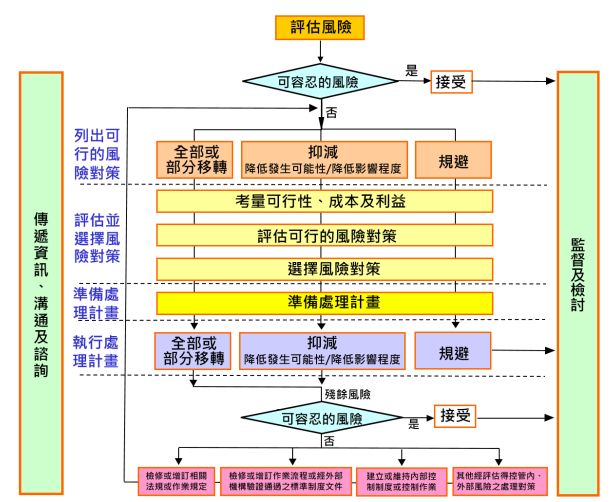 評估風險
可容忍的風險
是
接受
否
列出可
行的風
險對策
全部或
部分移轉
抑減
降低發生可能性/降低影響程度
規避
考量可行性、成本及利益
評估並
選擇風
險對策
評估可行的風險對策
選擇風險對策
準備處
理計畫
準備處理計畫
執行處
理計畫
全部或
部分移轉
抑減
降低發生可能性/降低影響程度
規避
殘餘風險
可容忍的風險
是
接受
否
檢修或增訂相關
法規或作業規定
檢修或增訂作業流程或經外部
機構驗證通過之標準制度文件
建立或維持內部控
制制度或控制作業
其他經評估得控管內、
外部風險之處理對策
傳遞資訊、溝通及諮詢
監督及檢討